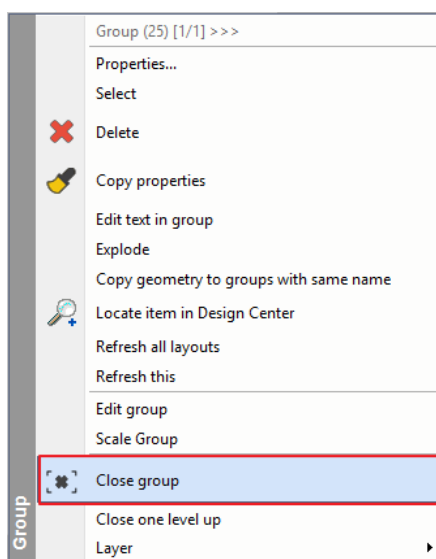 Group (25) [1/1] >>>
Properties...
Select
Delete
Copy properties
Edit text in group
Explode
Copy geometry to groups with same name
Locate item in Design Center
Refresh all layouts
Refresh this
Edit group
Scale Group
Close group
Close one level up
Layer
Group